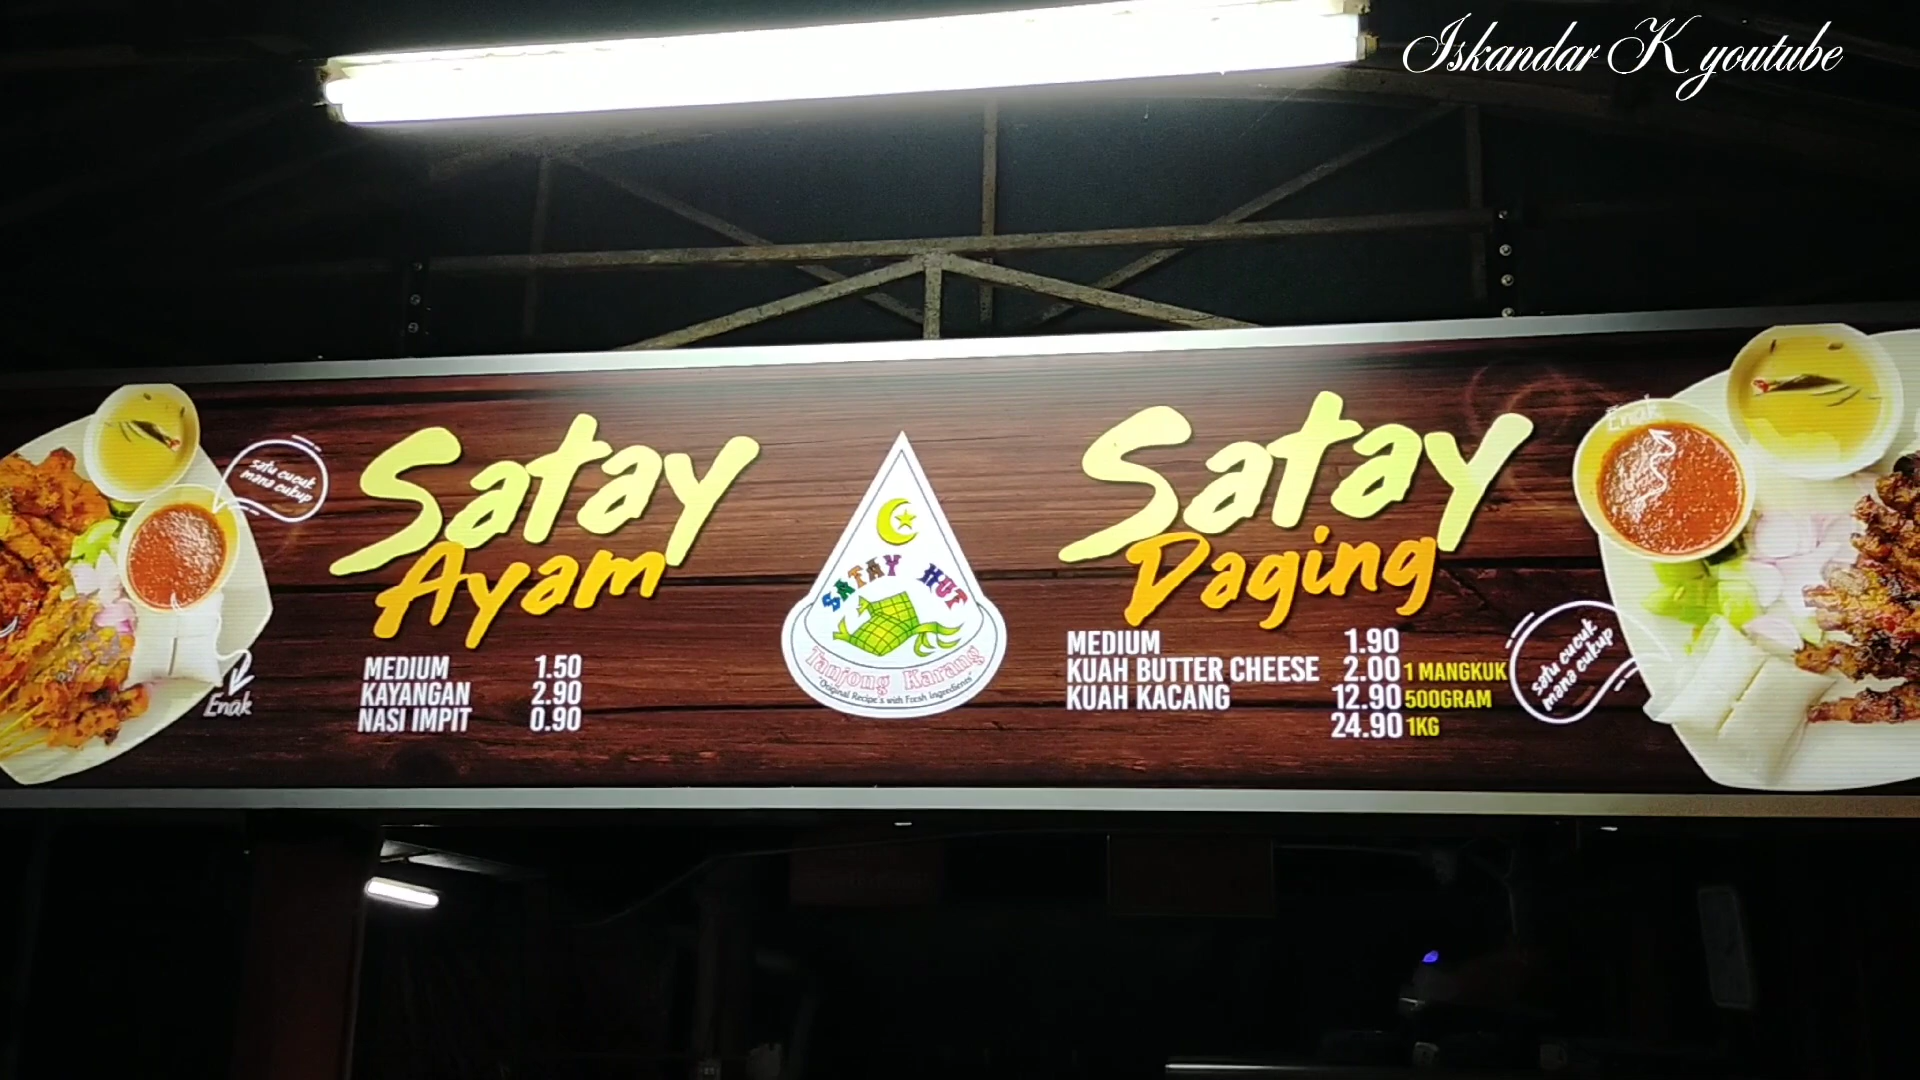 Iskandar K youtube
satu cucuk
mana cukup
Satay
Ayam
MEDIUM 1.50
KAYANGAN 2.90
NASI IMPIT 0.90
Enak
SATAY HUT
Tanjong Karang
"Original Recipe's with Fresh Ingredients"
Satay
Daging
MEDIUM 1.90
KUAH BUTTER CHEESE 2.00 1 MANGKUK
KUAH KACANG 12.90 500GRAM
24.90 1KG
Enak
satu cucuk
mana cukup